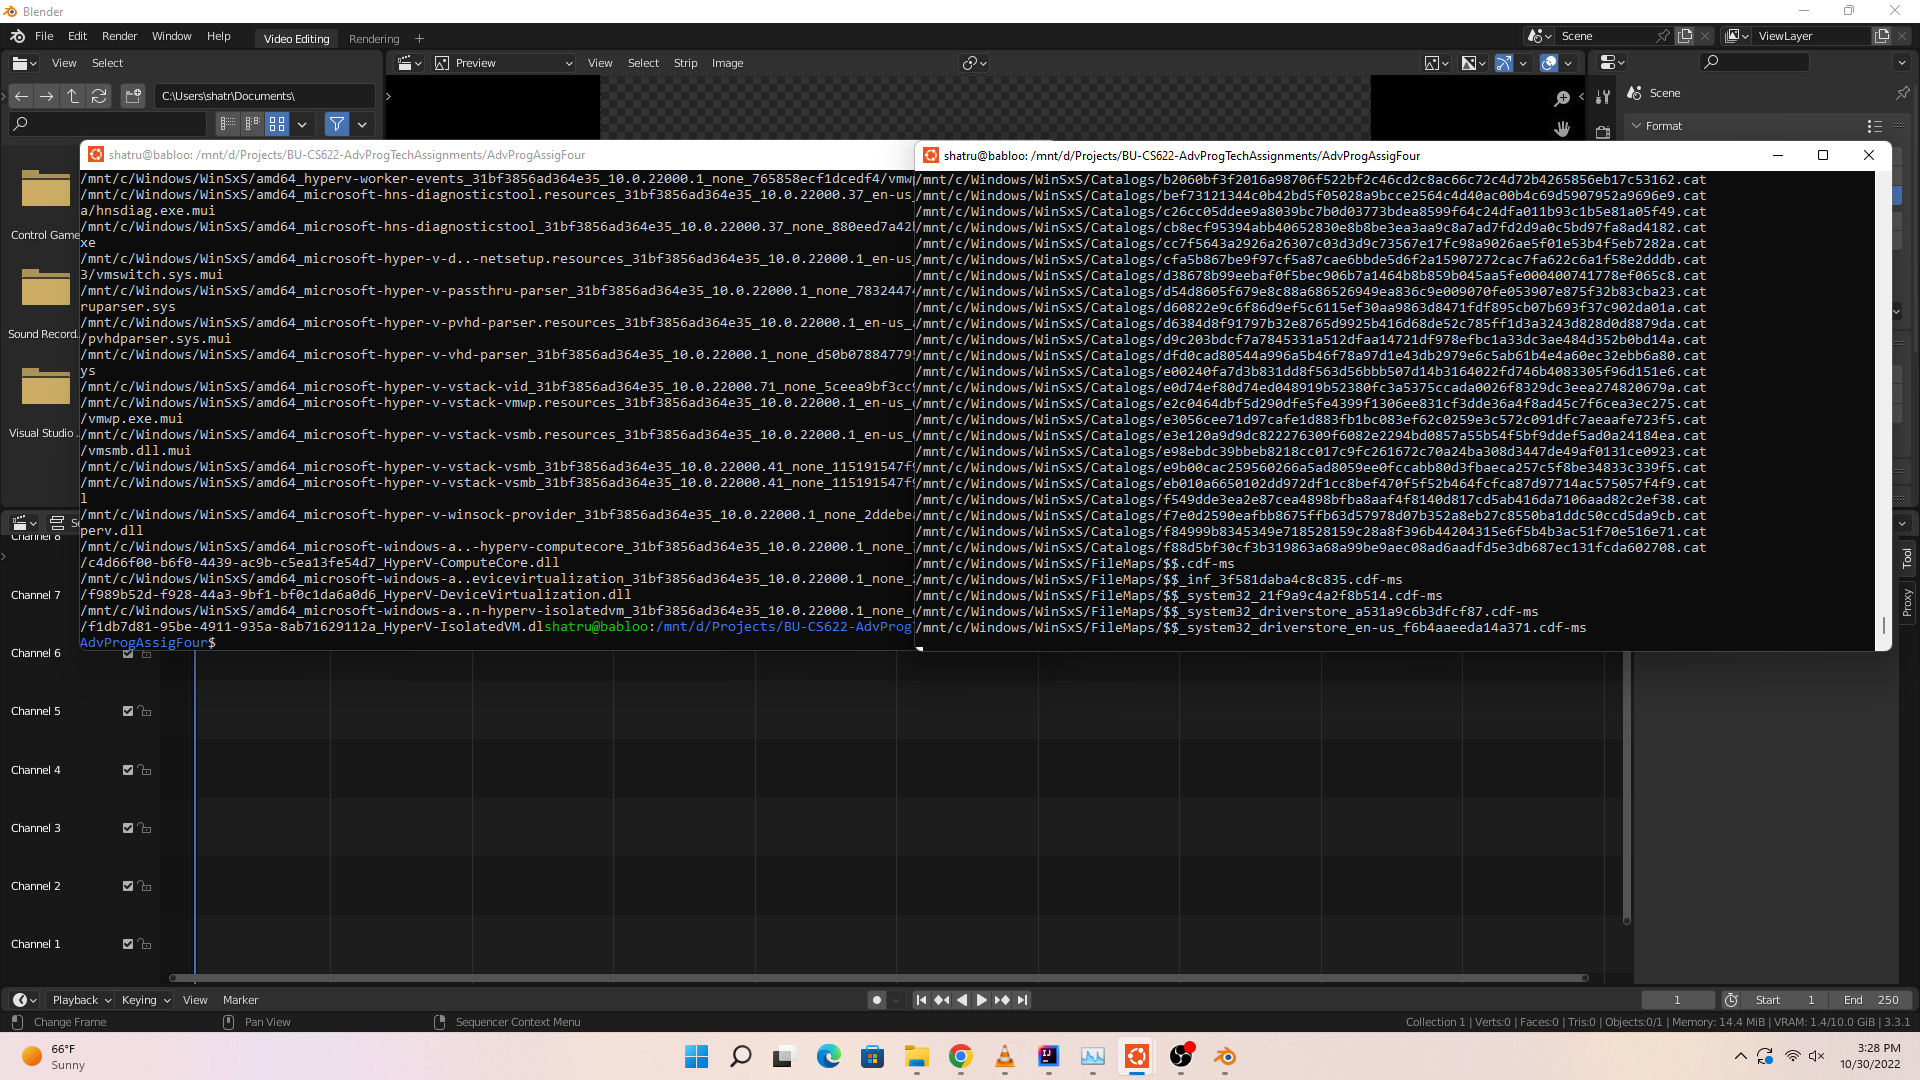 Blender
File Edit Render Window Help Video Editing Rendering + Scene ViewLayer
View Select Preview View Select Strip Image
C:\Users\shatr\Documents\
Scene
Format
Control Game
Sound Record.
Visual Studio .
shatru@babloo: /mnt/d/Projects/BU-CS622-AdvProgTechAssignments/AdvProgAssigFour
/mnt/c/Windows/WinSxS/amd64_hyperv-worker-events_31bf3856ad364e35_10.0.22000.1_none_765858ecf1dcedf4/vmwp
/mnt/c/Windows/WinSxS/amd64_microsoft-hns-diagnosticstool.resources_31bf3856ad364e35_10.0.22000.37_en-us_
a/hnsdiag.exe.mui
/mnt/c/Windows/WinSxS/amd64_microsoft-hns-diagnosticstool_31bf3856ad364e35_10.0.22000.37_none_880eed7a42
xe
/mnt/c/Windows/WinSxS/amd64_microsoft-hyper-v-d..-netsetup.resources_31bf3856ad364e35_10.0.22000.1_en-us_
3/vmswitch.sys.mui
/mnt/c/Windows/WinSxS/amd64_microsoft-hyper-v-passthru-parser_31bf3856ad364e35_10.0.22000.1_none_78324474
ruparser.sys
/mnt/c/Windows/WinSxS/amd64_microsoft-hyper-v-pvhd-parser.resources_31bf3856ad364e35_10.0.22000.1_en-us_
/pvhdparser.sys.mui
/mnt/c/Windows/WinSxS/amd64_microsoft-hyper-v-vhd-parser_31bf3856ad364e35_10.0.22000.1_none_d50b07884779
ys
/mnt/c/Windows/WinSxS/amd64_microsoft-hyper-v-vstack-vid_31bf3856ad364e35_10.0.22000.71_none_5ceea9bf3cc9
/mnt/c/Windows/WinSxS/amd64_microsoft-hyper-v-vstack-vmwp.resources_31bf3856ad364e35_10.0.22000.1_en-us_
/vmwp.exe.mui
/mnt/c/Windows/WinSxS/amd64_microsoft-hyper-v-vstack-vsmb.resources_31bf3856ad364e35_10.0.22000.1_en-us_
/vmsmb.dll.mui
/mnt/c/Windows/WinSxS/amd64_microsoft-hyper-v-vstack-vsmb_31bf3856ad364e35_10.0.22000.41_none_115191547f9
/mnt/c/Windows/WinSxS/amd64_microsoft-hyper-v-vstack-vsmb_31bf3856ad364e35_10.0.22000.41_none_115191547f9
l
/mnt/c/Windows/WinSxS/amd64_microsoft-hyper-v-winsock-provider_31bf3856ad364e35_10.0.22000.1_none_2ddebe
perv.dll
/mnt/c/Windows/WinSxS/amd64_microsoft-windows-a..-hyperv-computecore_31bf3856ad364e35_10.0.22000.1_none_
/c4d66f00-b6f0-4439-ac9b-c5ea13fe54d7_HyperV-ComputeCore.dll
/mnt/c/Windows/WinSxS/amd64_microsoft-windows-a..evicevirtualization_31bf3856ad364e35_10.0.22000.1_none_
/f989b52d-f928-44a3-9bf1-bf0c1da6a0d6_HyperV-DeviceVirtualization.dll
/mnt/c/Windows/WinSxS/amd64_microsoft-windows-a..n-hyperv-isolatedvm_31bf3856ad364e35_10.0.22000.1_none_
/f1db7d81-95be-4911-935a-8ab71629112a_HyperV-IsolatedVM.dlshatru@babloo:/mnt/d/Projects/BU-CS622-AdvProg
AdvProgAssigFour$
shatru@babloo: /mnt/d/Projects/BU-CS622-AdvProgTechAssignments/AdvProgAssigFour
/mnt/c/Windows/WinSxS/Catalogs/b2060bf3f2016a98706f522bf2c46cd2c8ac66c72c4d72b4265856eb17c53162.cat
/mnt/c/Windows/WinSxS/Catalogs/bef73121344c0b42bd5f05028a9bcce2564c4d40ac00b4c69d5907952a9696e9.cat
/mnt/c/Windows/WinSxS/Catalogs/c26cc05ddee9a8039bc7b0d03773bdea8599f64c24dfa011b93c1b5e81a05f49.cat
/mnt/c/Windows/WinSxS/Catalogs/cb8ecf95394abb40652830e8b8be3ea3aa9c8a7ad7fd2d9a0c5bd97fa8ad4182.cat
/mnt/c/Windows/WinSxS/Catalogs/cc7f5643a2926a26307c03d3d9c73567e17fc98a9026ae5f01e53b4f5eb7282a.cat
/mnt/c/Windows/WinSxS/Catalogs/cfa5b867be9f97cf5a87cae6bbde5d6f2a15907272cac7fa622c6a1f58e2dddb.cat
/mnt/c/Windows/WinSxS/Catalogs/d38678b99eebaf0f5bec906b7a1464b8b859b045aa5fe000400741778ef065c8.cat
/mnt/c/Windows/WinSxS/Catalogs/d54d8605f679e8c88a686526949ea836c9e009070fe053907e875f32b83cba23.cat
/mnt/c/Windows/WinSxS/Catalogs/d60822e9c6f86d9ef5c6115ef30aa9863d8471fdf895cb07b693f37c902da01a.cat
/mnt/c/Windows/WinSxS/Catalogs/d6384d8f91797b32e8765d9925b416d68de52c785ff1d3a3243d828d0d8879da.cat
/mnt/c/Windows/WinSxS/Catalogs/d9c203bdcf7a7845331a512dfaa14721df978efbc1a33dc3ae484d352b0bd14a.cat
/mnt/c/Windows/WinSxS/Catalogs/dfd0cad80544a996a5b46f78a97d1e43db2979e6c5ab61b4e4a60ec32ebb6a80.cat
/mnt/c/Windows/WinSxS/Catalogs/e00240fa7d3b831dd8f563d56bbb507d14b3164022fd746b4083305f96d151e6.cat
/mnt/c/Windows/WinSxS/Catalogs/e0d74ef80d74ed048919b52380fc3a5375ccada0026f8329dc3eea274820679a.cat
/mnt/c/Windows/WinSxS/Catalogs/e2c0464dbf5d290dfe5fe4399f1306ee831cf3dde36a4f8ad45c7f6cea3ec275.cat
/mnt/c/Windows/WinSxS/Catalogs/e3056cee71d97cafe1d883fb1bc083ef62c0259e3c572c091dfc7aeaafe723f5.cat
/mnt/c/Windows/WinSxS/Catalogs/e3e120a9d9dc822276309f6082e2294bd0857a55b54f5bf9ddef5ad0a24184ea.cat
/mnt/c/Windows/WinSxS/Catalogs/e98ebdc39bbeb8218cc017c9fc261672c70a24ba308d3447de49af0131ce0923.cat
/mnt/c/Windows/WinSxS/Catalogs/e9b00cac259560266a5ad8059ee0fccabb80d3fbaeca257c5f8be34833c339f5.cat
/mnt/c/Windows/WinSxS/Catalogs/eb010a6650102dd972df1cc8bef470f5f52b464fcfca87d97714ac575057f4f9.cat
/mnt/c/Windows/WinSxS/Catalogs/f549dde3ea2e87cea4898bfba8aaf4f8140d817cd5ab416da7106aad82c2ef38.cat
/mnt/c/Windows/WinSxS/Catalogs/f7e0d2590eafbb8675ffb63d57978d07b352a8eb27c8550ba1ddc50ccd5da9cb.cat
/mnt/c/Windows/WinSxS/Catalogs/f84999b8345349e718528159c28a8f396b44204315e6f5b4b3ac51f70e516e71.cat
/mnt/c/Windows/WinSxS/Catalogs/f88d5bf30cf3b319863a68a99be9aec08ad6aadfd5e3db687ec131fcda602708.cat
/mnt/c/Windows/WinSxS/FileMaps/$$.cdf-ms
/mnt/c/Windows/WinSxS/FileMaps/$$_inf_3f581daba4c8c835.cdf-ms
/mnt/c/Windows/WinSxS/FileMaps/$$_system32_21f9a9c4a2f8b514.cdf-ms
/mnt/c/Windows/WinSxS/FileMaps/$$_system32_driverstore_a531a9c6b3dfcf87.cdf-ms
/mnt/c/Windows/WinSxS/FileMaps/$$_system32_driverstore_en-us_f6b4aaeeda14a371.cdf-ms
Tool
Proxy
Channel 8
Channel 7
Channel 6
Channel 5
Channel 4
Channel 3
Channel 2
Channel 1
Playback Keying View Marker 1 Start 1 End 250
Change Frame Pan View Sequencer Context Menu Collection 1 | Verts:0 | Faces:0 | Tris:0 | Objects:0/1 | Memory: 14.4 MiB | VRAM: 1.4/10.0 GiB | 3.3.1
66°F
Sunny
3:28 PM
10/30/2022